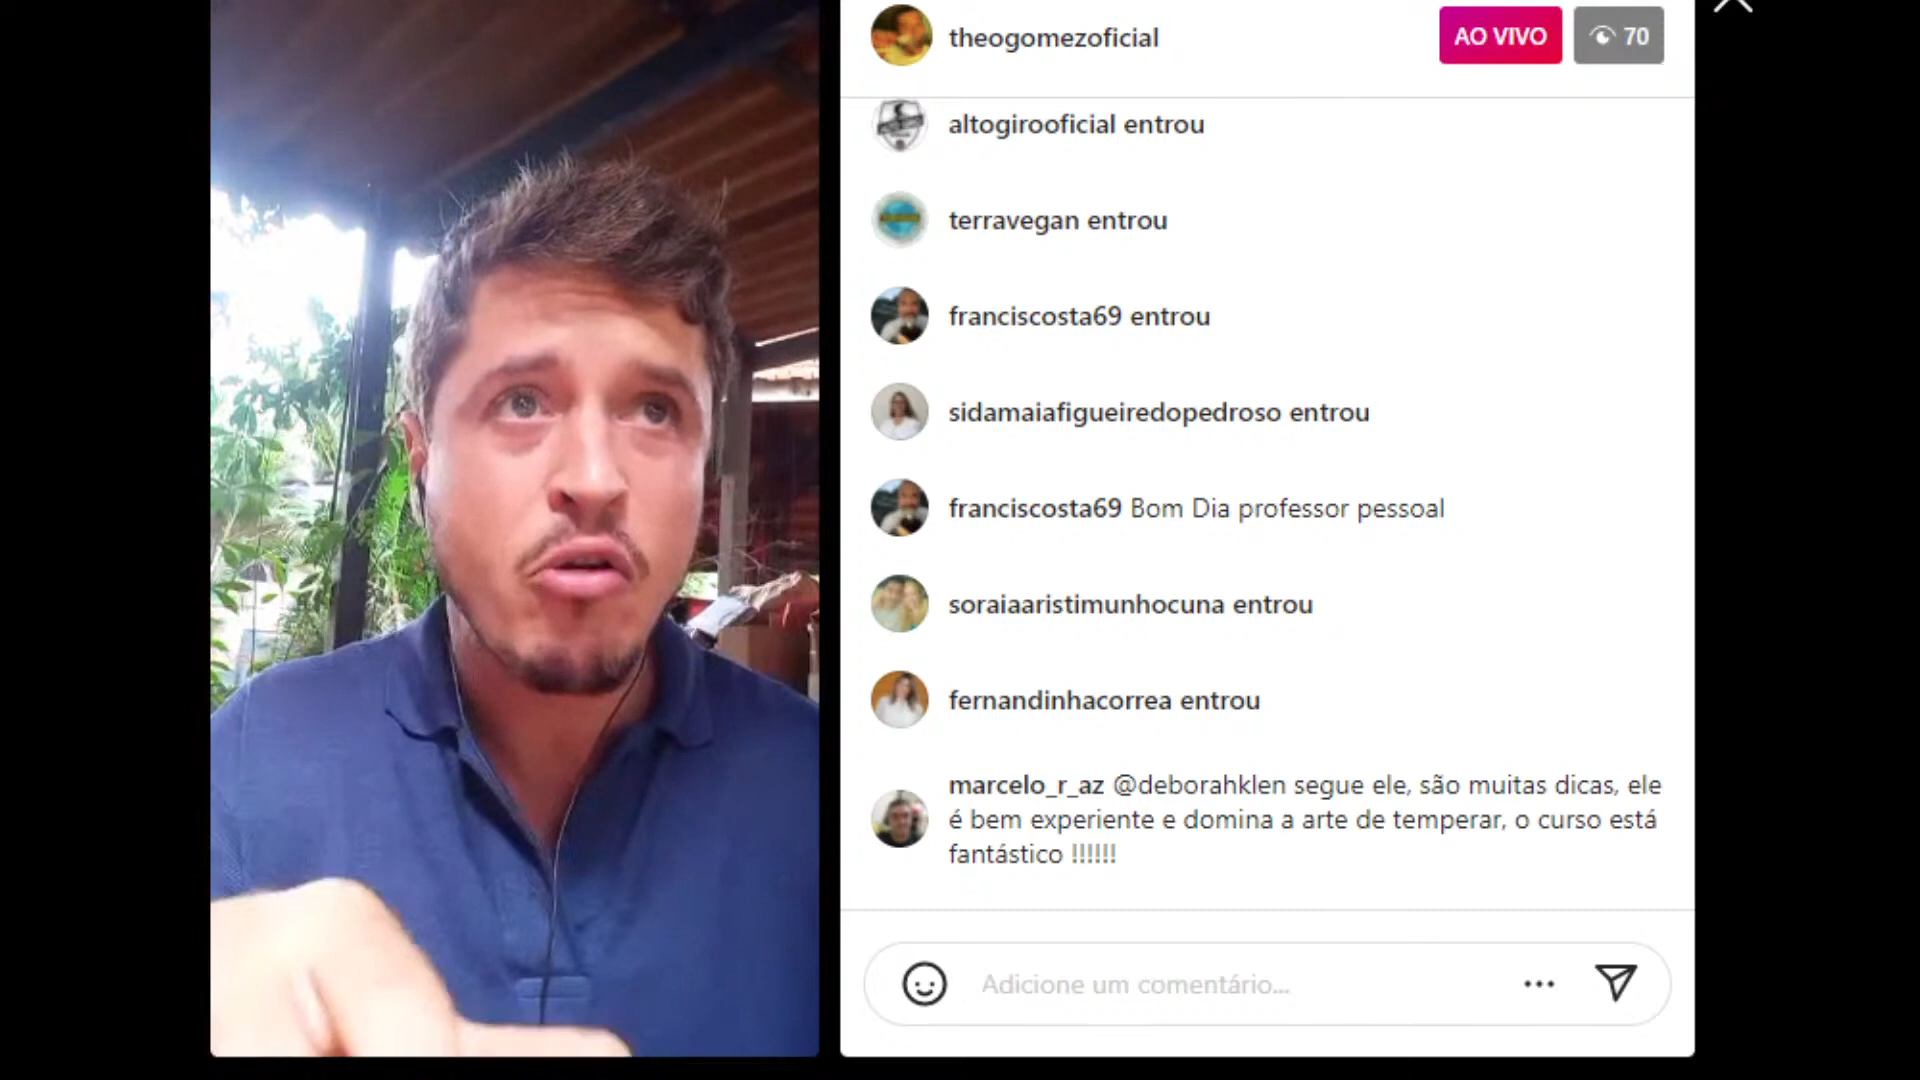 theogomezoficial
AO VIVO
70
altogirooficial entrou
terravegan entrou
franciscosta69 entrou
sidamaiafigueiredopedroso entrou
franciscosta69 Bom Dia professor pessoal
soraiaaristimunhocuna entrou
fernandinhacorrea entrou
marcelo_r_az @deborahklen segue ele, são muitas dicas, ele
é bem experiente e domina a arte de temperar, o curso está
fantástico !!!!!!
Adicione um comentário...